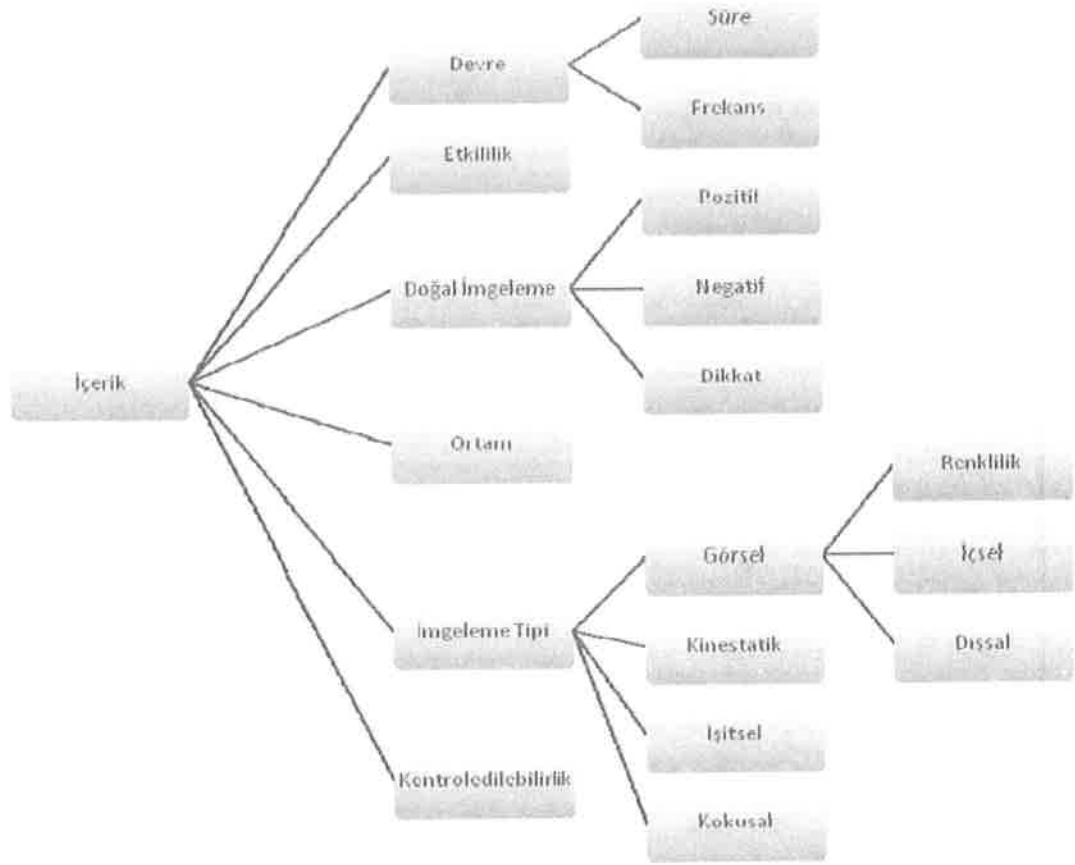 İçerik
Devre
Süre
Frekans
Etkililik
Doğal İmgeleme
Pozitif
Negatif
Dikkat
Ortam
İmgeleme Tipi
Görsel
Renklilik
İçsel
Dışsal
Kinestatik
İşitsel
Kokusal
Kontroledilebilirlik